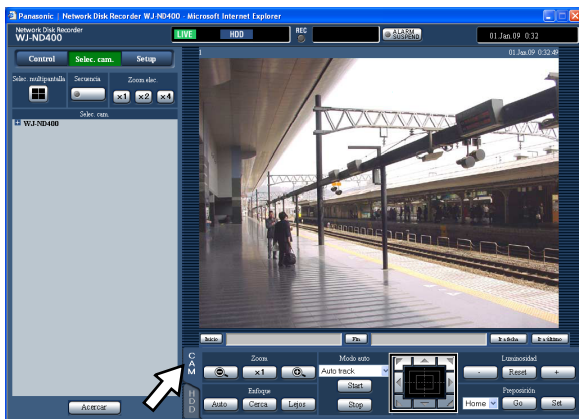 Panasonic | Network Disk Recorder WJ-ND400 - Microsoft Internet Explorer
Network Disk Recorder
WJ-ND400
LIVE
HDD
REC
ALARM
SUSPEND
01.Jan.09 0:32
Control
Selec. cam.
Setup
1
01.Jan.09 0:32:49
Selec. multipantalla
Secuencia
Zoom elec.
x1
x2
x4
Selec. cam.
WJ-ND400
Inicio
Fin
Ir a fecha
Ir a último
CAM
HDD
Zoom
x1
Enfoque
Auto
Cerca
Lejos
Modo auto
Auto track
Start
Stop
Luminosidad
-
Reset
+
Preposición
Home
Go
Set
Acercar